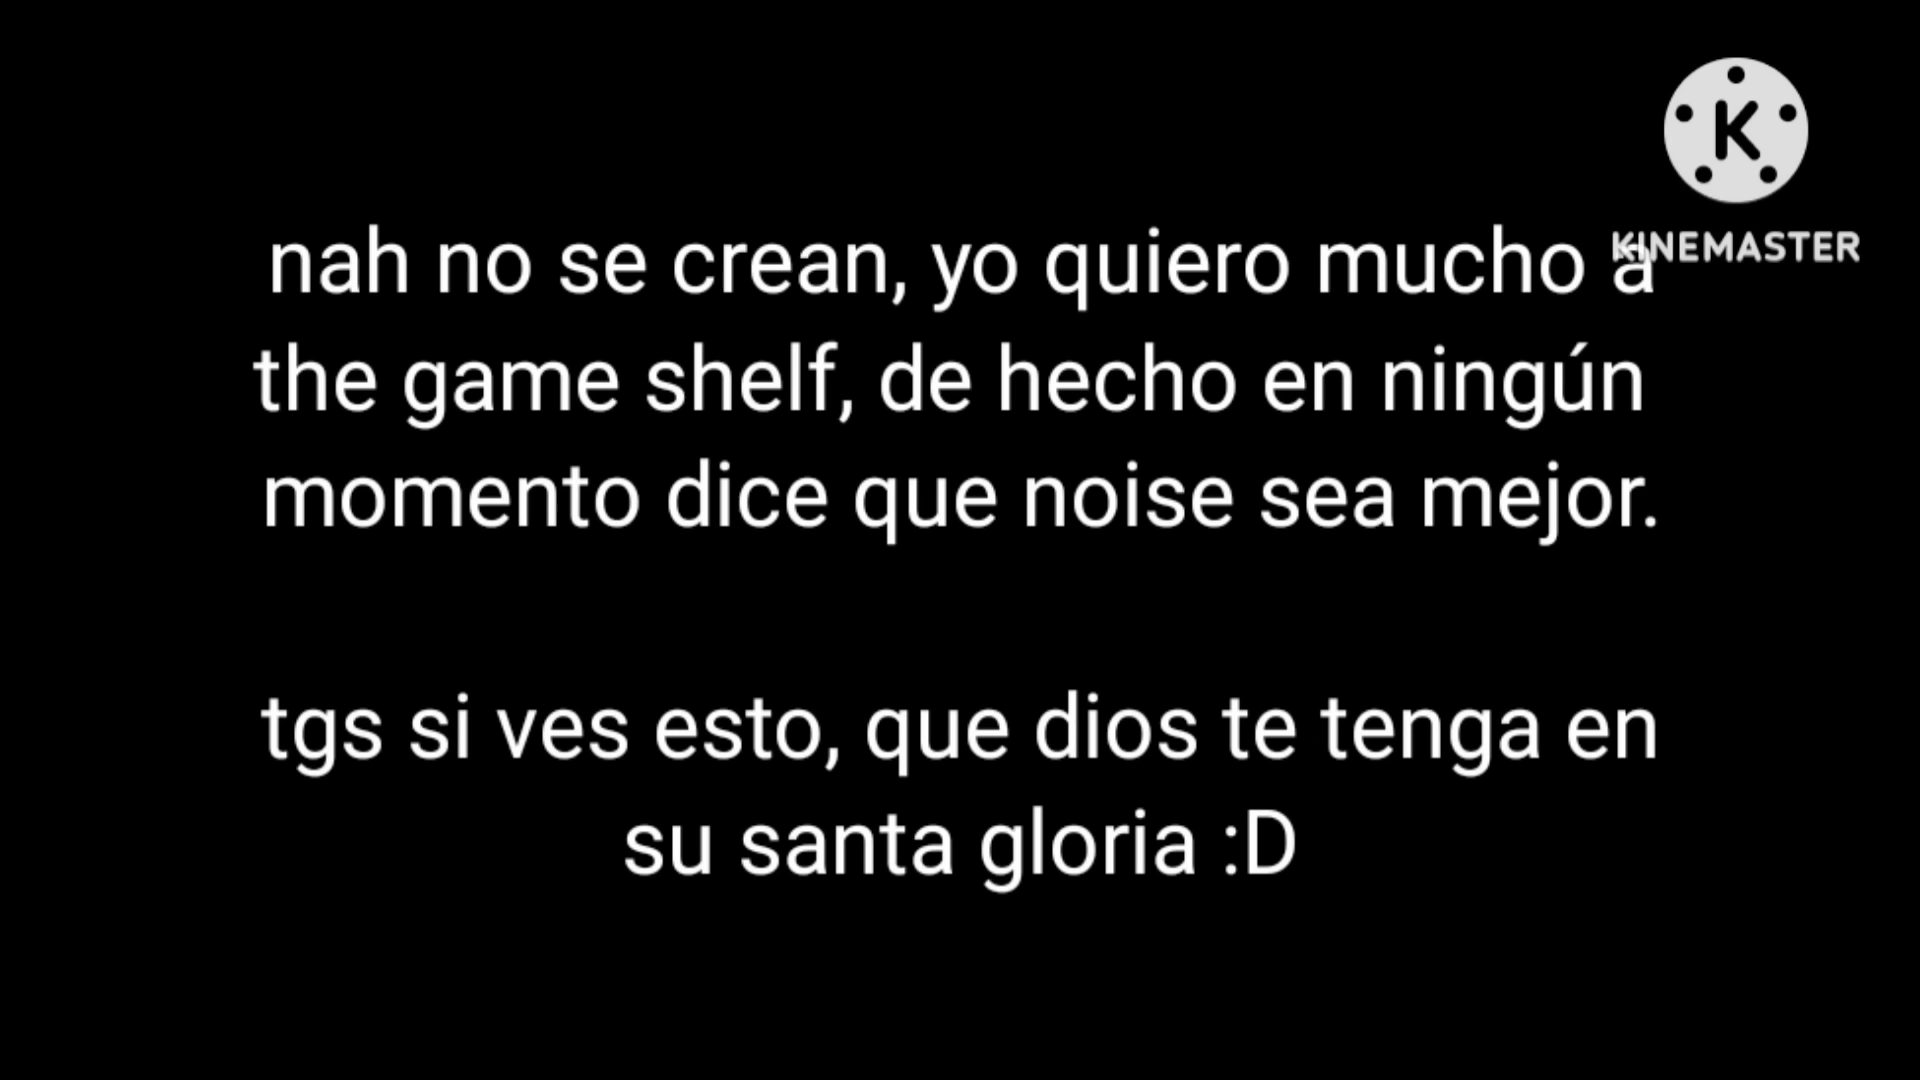 K
KINEMASTER
nah no se crean, yo quiero mucho a
the game shelf, de hecho en ningún
momento dice que noise sea mejor.
tgs si ves esto, que dios te tenga en
su santa gloria :D